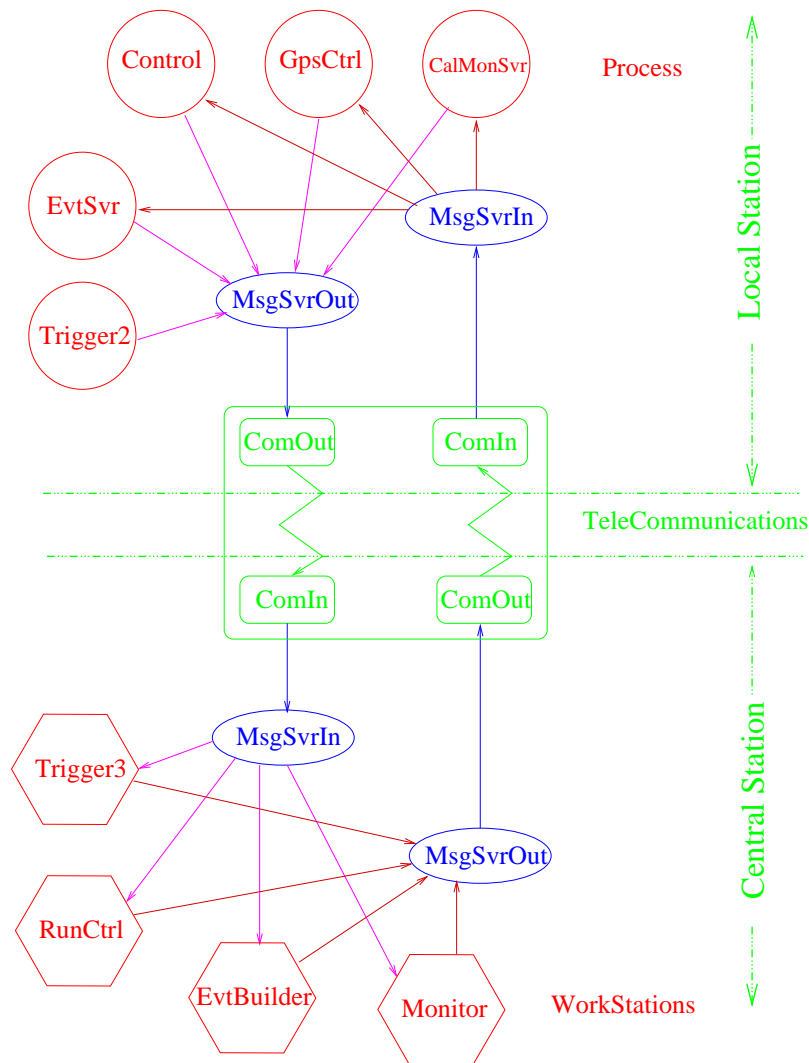 Control
GpsCtrl
CalMonSvr
Process
EvtSvr
MsgSvrIn
Local Station
MsgSvrOut
Trigger2
ComOut
ComIn
TeleCommunications
ComIn
ComOut
MsgSvrIn
Trigger3
Central Station
MsgSvrOut
RunCtrl
EvtBuilder
Monitor
WorkStations